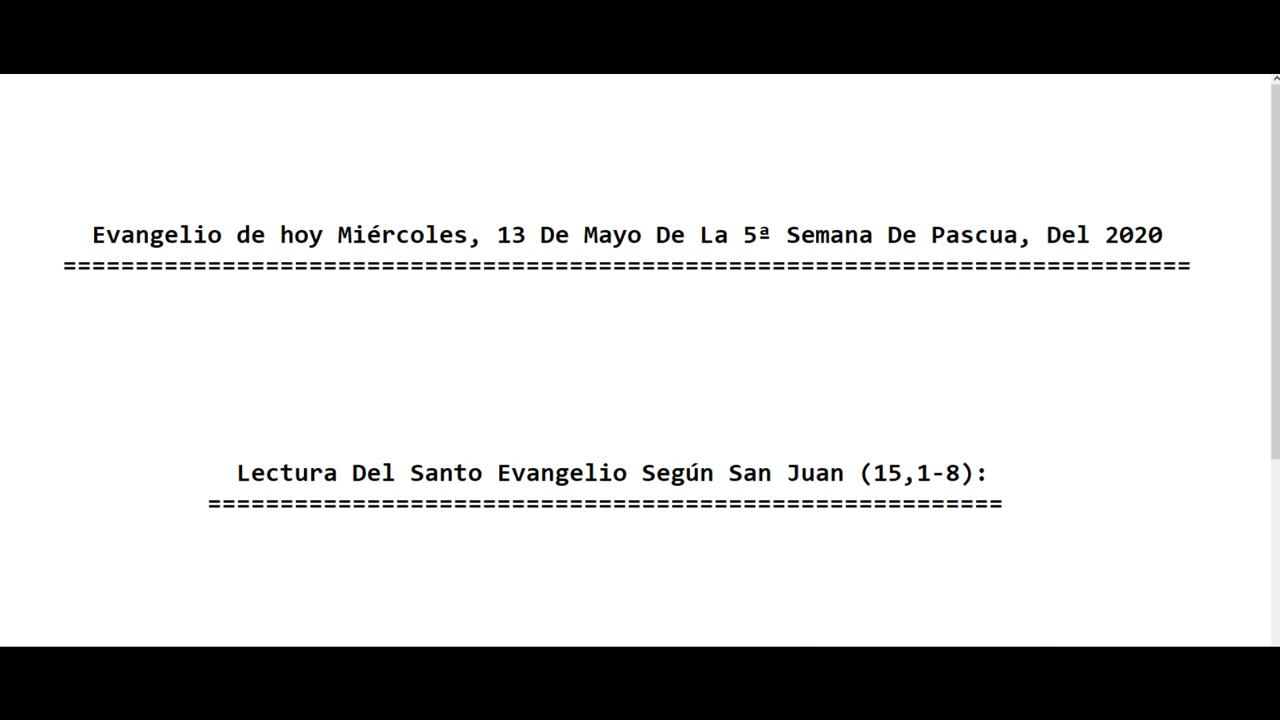 Evangelio de hoy Miércoles, 13 De Mayo De La 5ª Semana De Pascua, Del 2020
==============================================================================
Lectura Del Santo Evangelio Según San Juan (15,1-8):
=======================================================